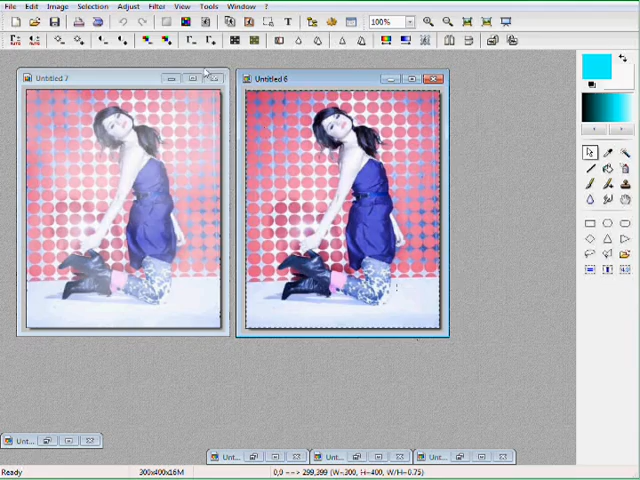 File Edit Image Selection Adjust Filter View Tools Window ?
100%
Untitled 7
Untitled 6
Unt...
Unt...
Unt...
Unt...
Ready
300x400x16M
0,0 --> 299,399 (W=300, H=400, W/H=0.75)